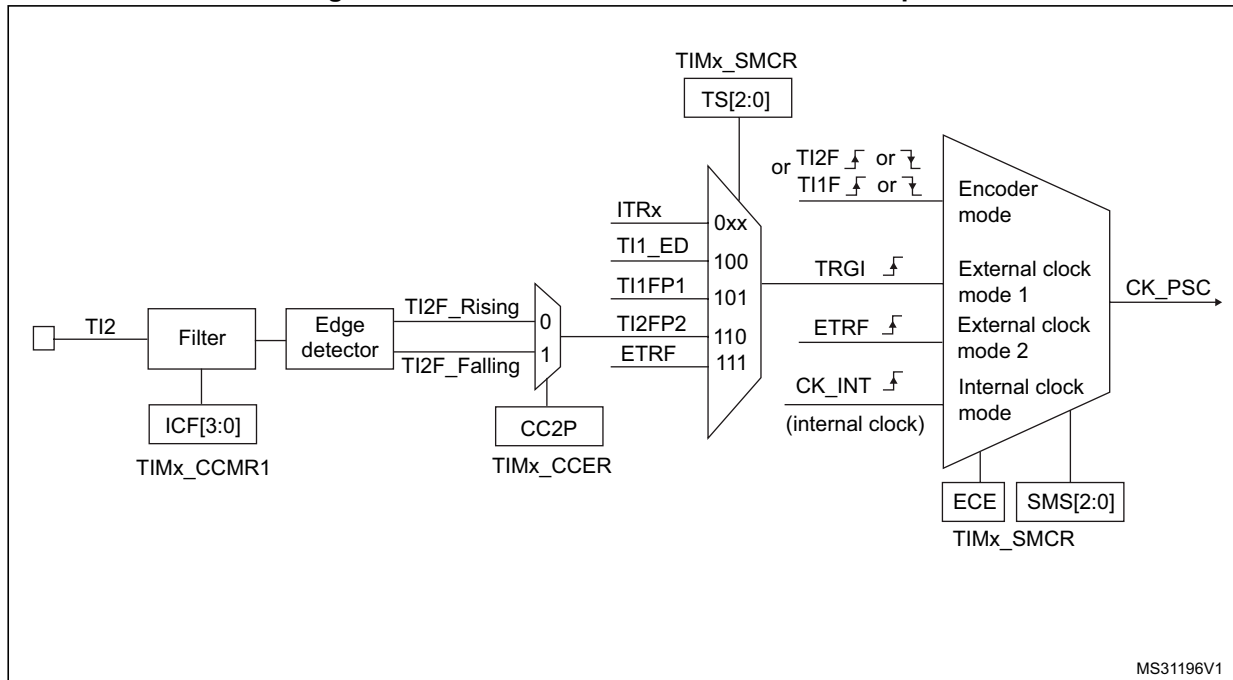 TIMx_SMCR
TS[2:0]
or TI2F or
TI1F or
Encoder
mode
ITRx
0xx
TI1_ED
100
TRGI
External clock
mode 1
CK_PSC
TI1FP1
101
TI2F_Rising
0
TI2
Filter
Edge
detector
TI2FP2
110
ETRF
External clock
mode 2
TI2F_Falling
1
ETRF
111
CK_INT
(internal clock)
Internal clock
mode
ICF[3:0]
TIMx_CCMR1
CC2P
TIMx_CCER
ECE
SMS[2:0]
TIMx_SMCR
MS31196V1